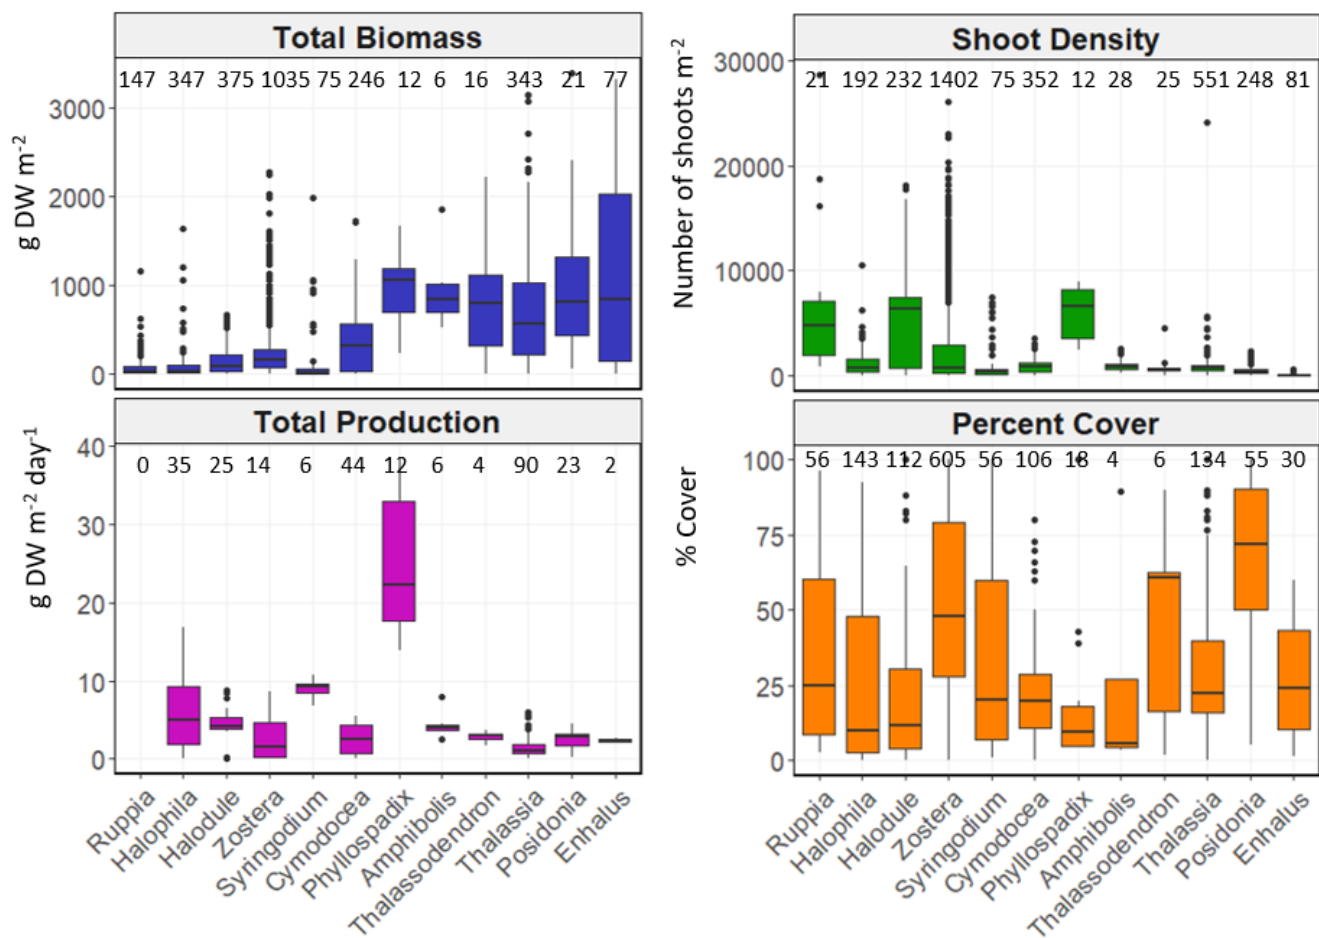 Total Biomass
147 347 375 1035 75 246 12 6 16 343 21 77
g DW m-2
3000
2000
1000
0
Shoot Density
21 192 232 1402 75 352 12 28 25 551 248 81
Number of shoots m-2
30000
20000
10000
0
Total Production
0 35 25 14 6 44 12 6 4 90 23 2
g DW m-2 day-1
40
30
20
10
0
Ruppia
Halophila
Halodule
Zostera
Syringodium
Cymodocea
Phyllospadix
Amphibolis
Thalassodendron
Thalassia
Posidonia
Enhalus
Percent Cover
56 143 112 605 56 106 18 4 6 134 55 30
% Cover
100
75
50
25
0
Ruppia
Halophila
Halodule
Zostera
Syringodium
Cymodocea
Phyllospadix
Amphibolis
Thalassodendron
Thalassia
Posidonia
Enhalus